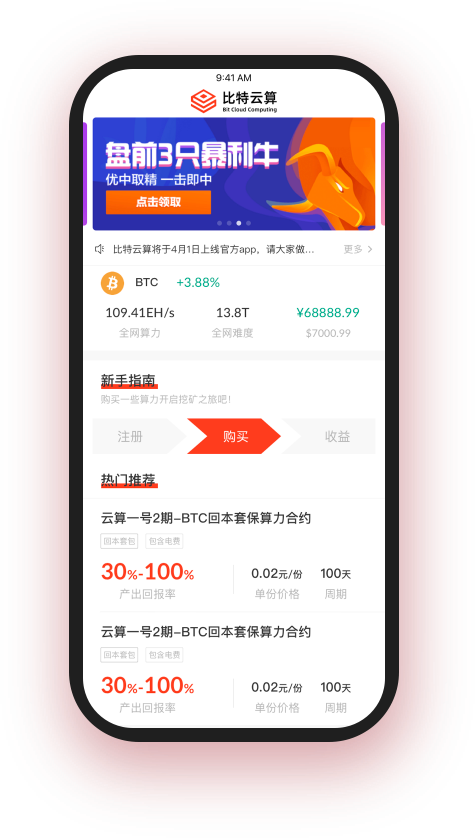 9:41 AM
比特云算
Bit Cloud Computing
盘前3只暴利牛
优中取精 一击即中
点击领取
比特云算将于4月1日上线官方app，请大家做... 更多
BTC +3.88%
109.41EH/s 13.8T ¥68888.99
全网算力 全网难度 $7000.99
新手指南
购买一些算力开启挖矿之旅吧！
注册 购买 收益
热门推荐
云算一号2期-BTC回本套保算力合约
回本套包 包含电费
30%-100% 0.02元/份 100天
产出回报率 单份价格 周期
云算一号2期-BTC回本套保算力合约
回本套包 包含电费
30%-100% 0.02元/份 100天
产出回报率 单份价格 周期